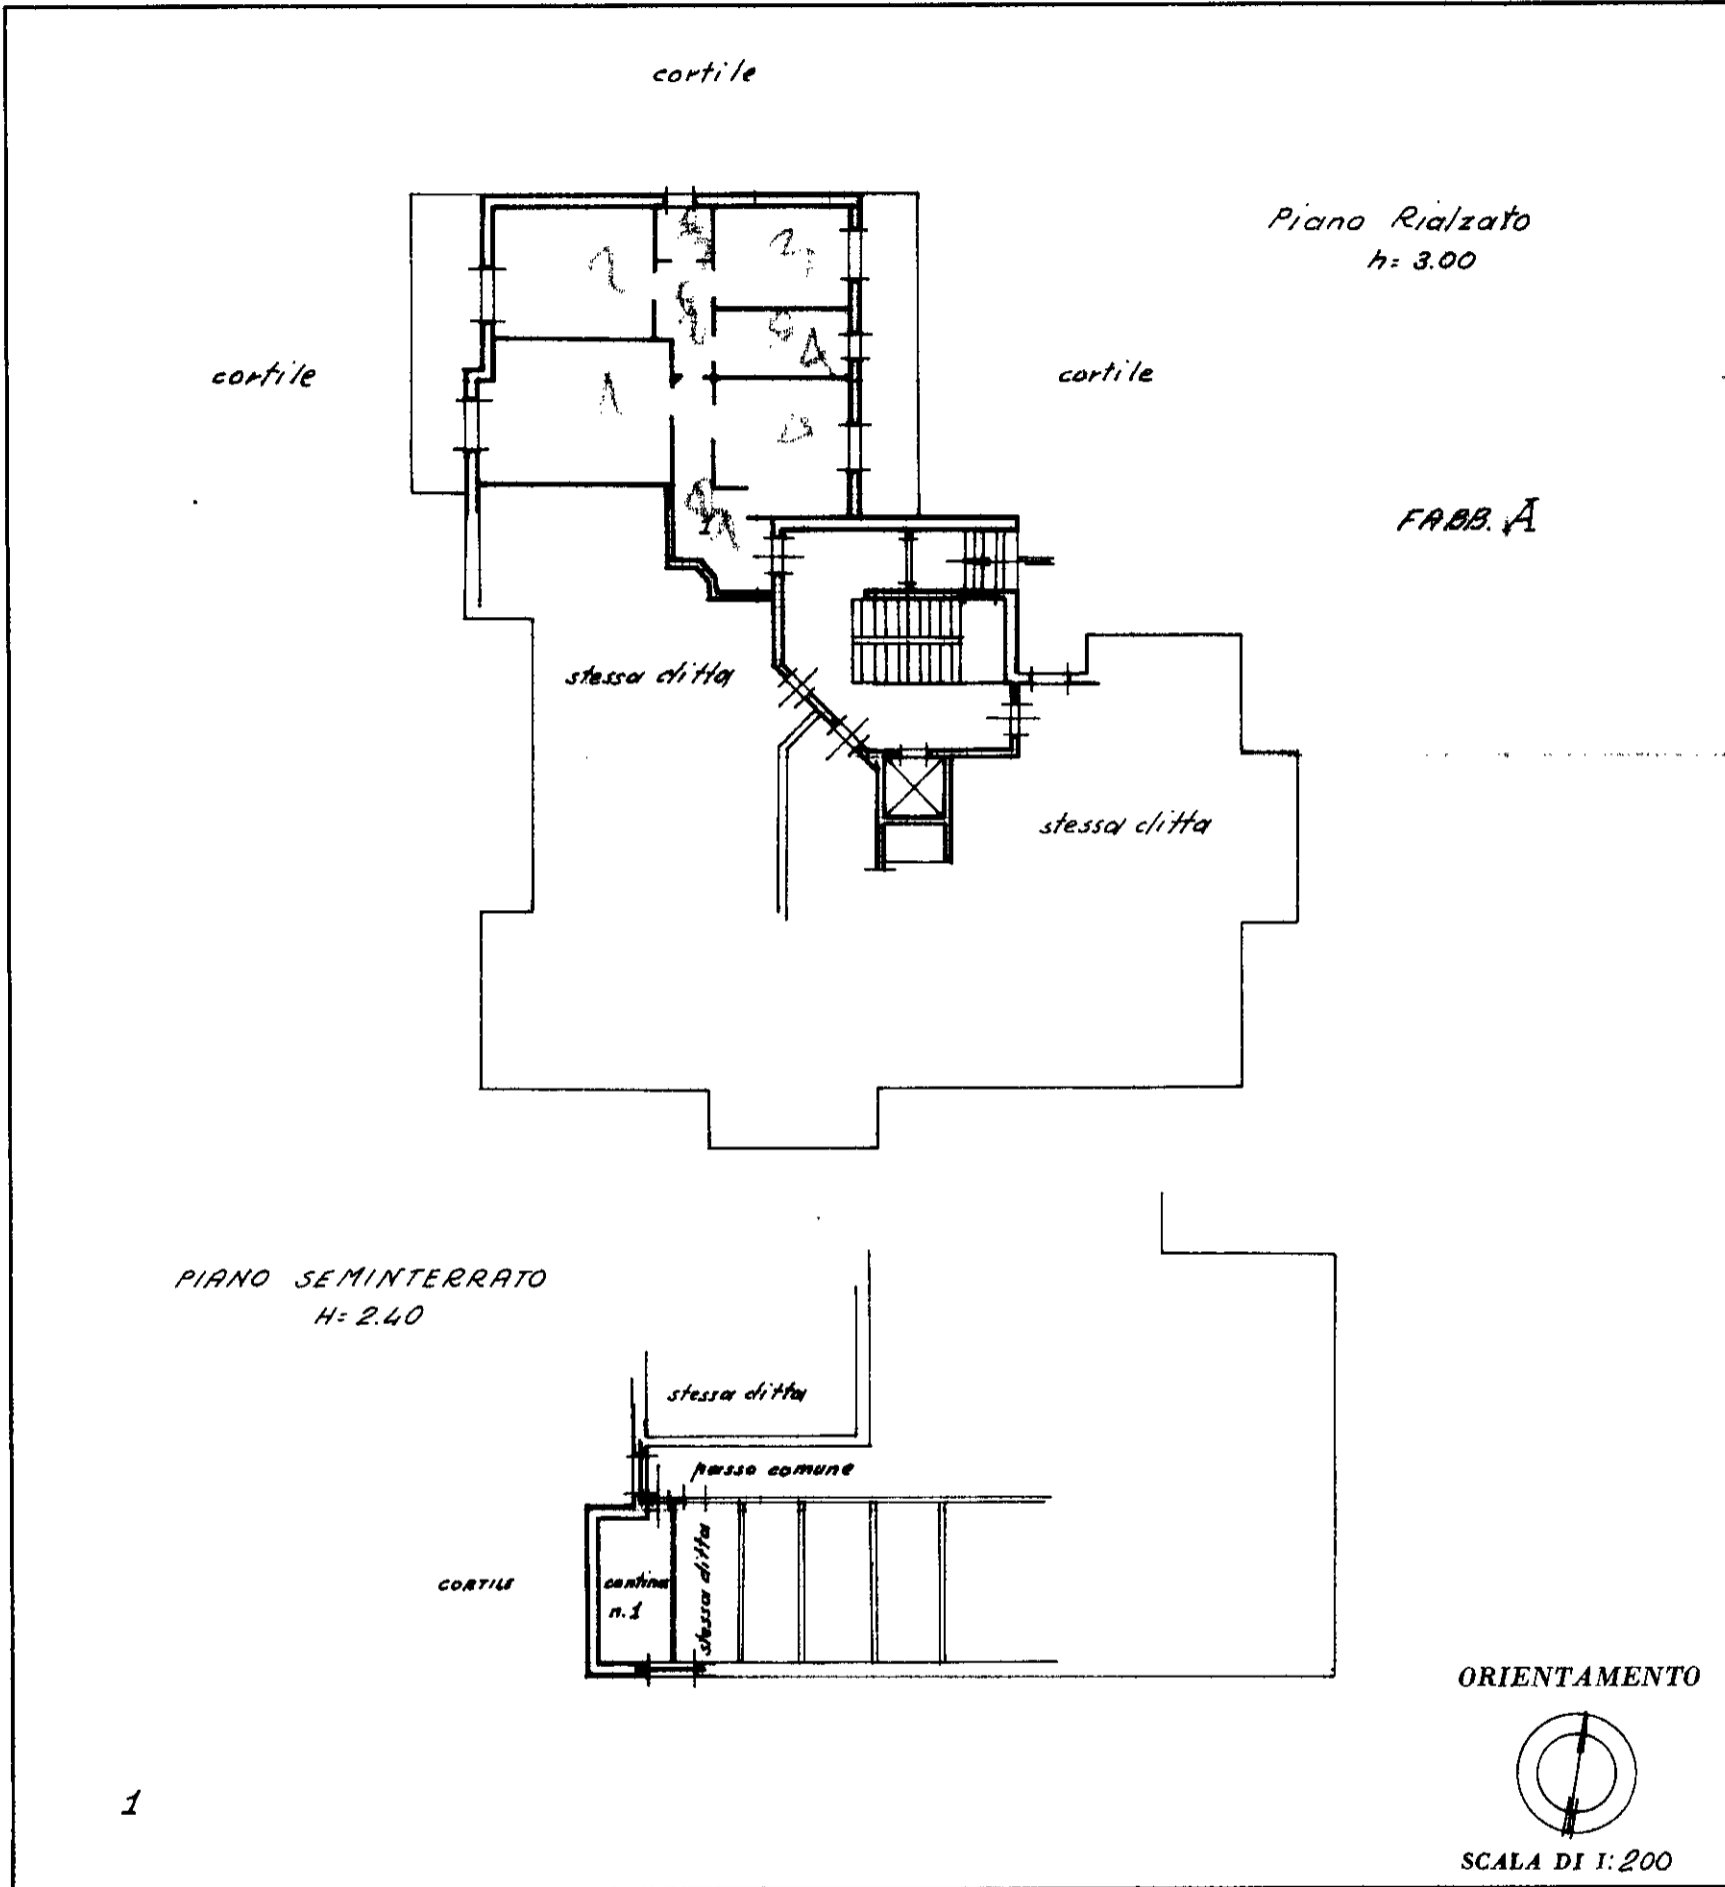 cortile
Piano Rialzato
h: 3.00
cortile
cortile
1
FABB. A
stessa ditta
stessa ditta
PIANO SEMINTERRATO
H: 2.40
stessa ditta
passo comune
CORTILE
cantina
n.1
stessa ditta
ORIENTAMENTO
1
SCALA DI 1:200